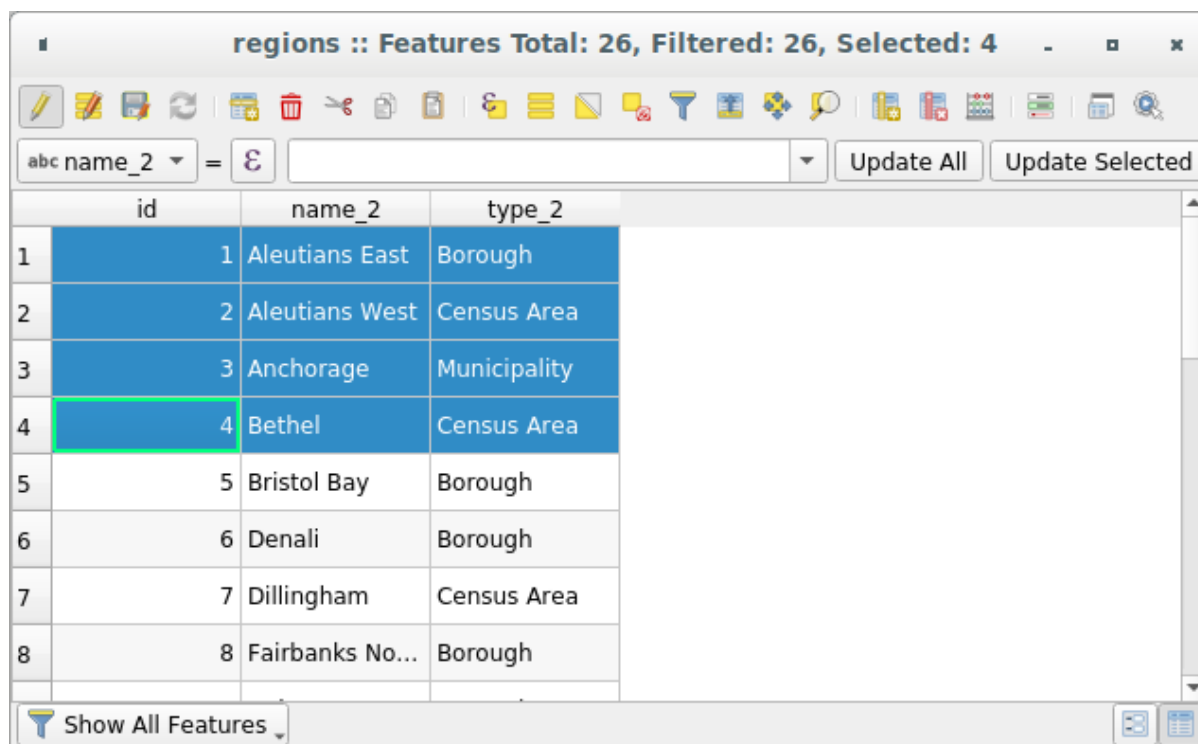 regions :: Features Total: 26, Filtered: 26, Selected: 4
abc name_2 = ε Update All Update Selected
id name_2 type_2
1 1 Aleutians East Borough
2 2 Aleutians West Census Area
3 3 Anchorage Municipality
4 4 Bethel Census Area
5 5 Bristol Bay Borough
6 6 Denali Borough
7 7 Dillingham Census Area
8 8 Fairbanks No... Borough
Show All Features